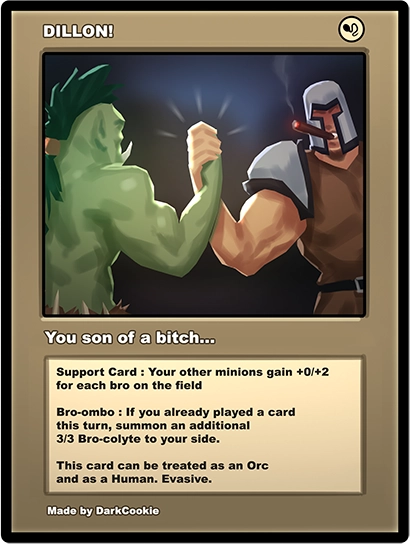 DILLON!
You son of a bitch...
Support Card : Your other minions gain +0/+2
for each bro on the field
Bro-ombo : If you already played a card
this turn, summon an additional
3/3 Bro-colyte to your side.
This card can be treated as an Orc
and as a Human. Evasive.
Made by DarkCookie